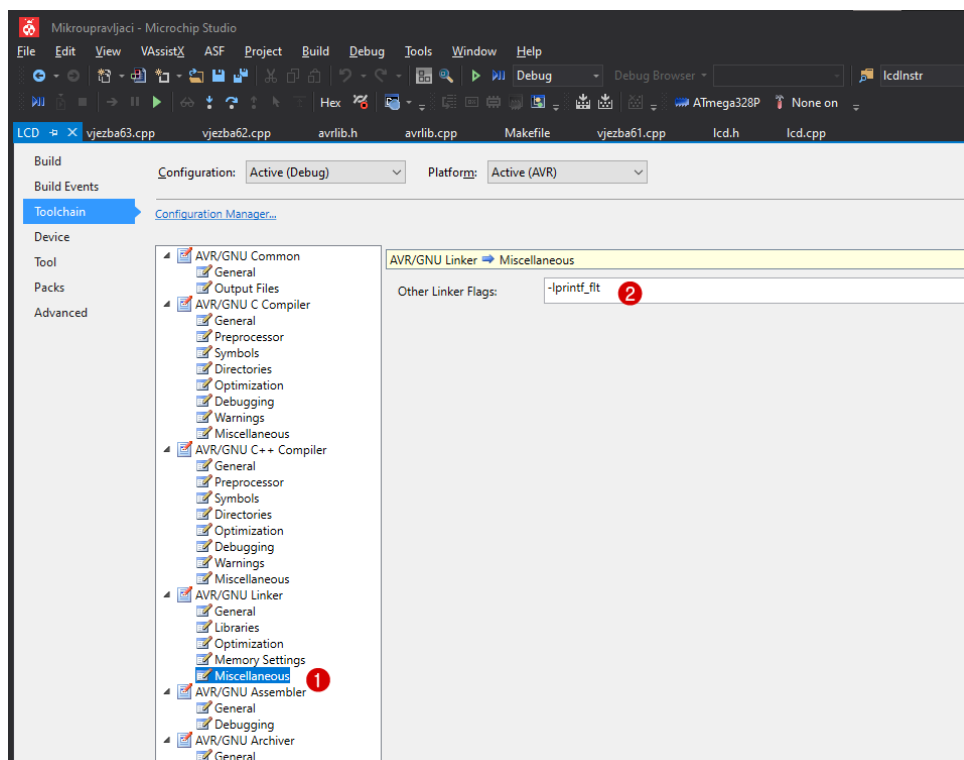 Mikroupravljaci - Microchip Studio
File Edit View VAssistX ASF Project Build Debug Tools Window Help
Debug Debug Browser lcdInstr
Hex ATmega328P None on
LCD vjezba63.cpp vjezba62.cpp avrlib.h avrlib.cpp Makefile vjezba61.cpp lcd.h lcd.cpp
Build
Build Events
Toolchain
Device
Tool
Packs
Advanced
Configuration: Active (Debug) Platform: Active (AVR)
Configuration Manager...
AVR/GNU Common
General
Output Files
AVR/GNU C Compiler
General
Preprocessor
Symbols
Directories
Optimization
Debugging
Warnings
Miscellaneous
AVR/GNU C++ Compiler
General
Preprocessor
Symbols
Directories
Optimization
Debugging
Warnings
Miscellaneous
AVR/GNU Linker
General
Libraries
Optimization
Memory Settings
Miscellaneous 1
AVR/GNU Assembler
General
Debugging
AVR/GNU Archiver
General
AVR/GNU Linker Miscellaneous
Other Linker Flags: -lprintf_flt 2